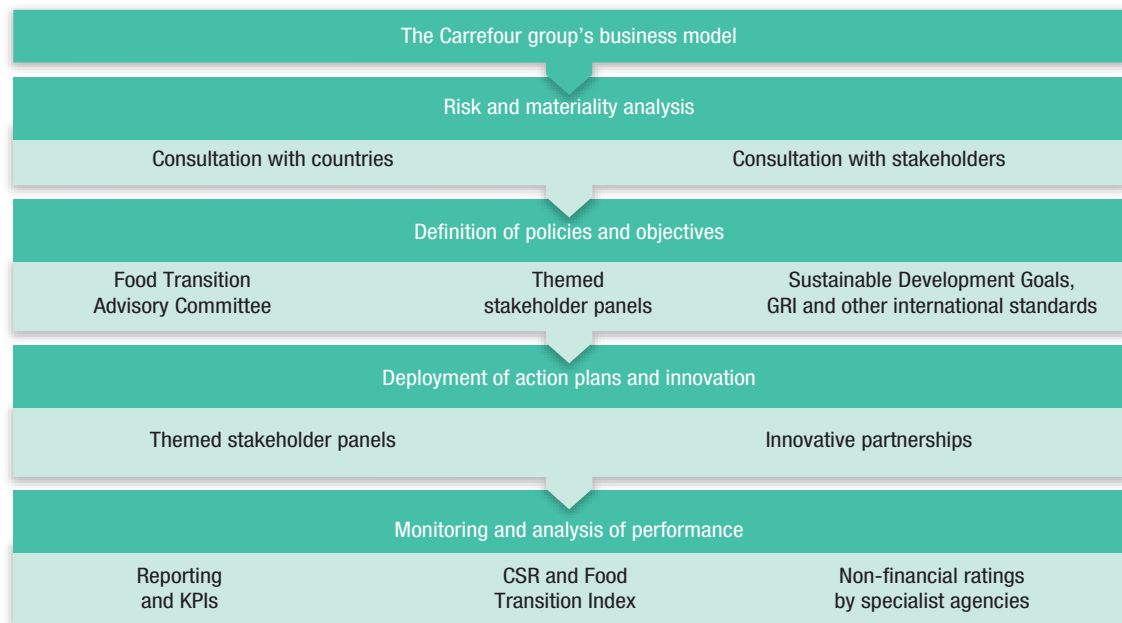 The Carrefour group's business model
Risk and materiality analysis
Consultation with countries
Consultation with stakeholders
Definition of policies and objectives
Food Transition
Advisory Committee
Themed
stakeholder panels
Sustainable Development Goals,
GRI and other international standards
Deployment of action plans and innovation
Themed stakeholder panels
Innovative partnerships
Monitoring and analysis of performance
Reporting
and KPIs
CSR and Food
Transition Index
Non-financial ratings
by specialist agencies